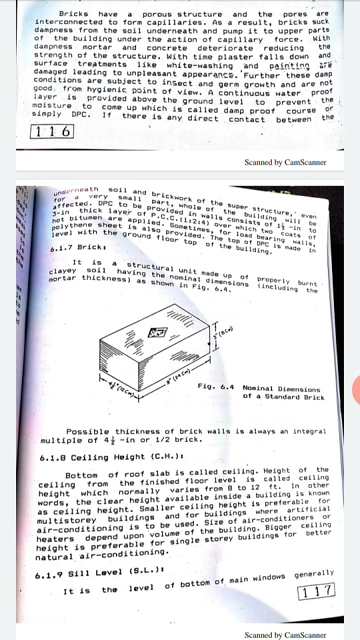 Bricks have a porous structure and the pores are
interconnected to form capillaries. As a result, bricks suck
dampness from the soil underneath and pump it to upper parts
of the building under the action of capillary force. With
dampness mortar and concrete deteriorate reducing the
strength of the structure. With time plaster falls down and
surface treatments like white-washing and painting are
damaged leading to unpleasant appearance. Further these damp
conditions are subject to insect and germ growth and are not
good from hygienic point of view. A continuous water proof
layer is provided above the ground level to prevent the
moisture to come up which is called damp proof course or
simply DPC. If there is any direct contact between the
116
Scanned by CamScanner
underneath soil and brickwork of the super structure, even
for a very small part, whole of the building will be
affected. DPC to be provided in walls consists of 1½ -in to
3-in thick layer of P.C.C.(1:2:4) over which two coats of
hot bitumen are applied. Sometimes, for load bearing walls,
polythene sheet is also provided. The top of DPC is made in
level with the ground floor top of the building.
6.1.7 Brick:
It is a structural unit made up of properly burnt
clayey soil having the nominal dimensions (including the
mortar thickness) as shown in Fig. 6.4.
Fig. 6.4 Nominal Dimensions
of a Standard Brick
Possible thickness of brick walls is always an integral
multiple of 4½ -in or 1/2 brick.
6.1.8 Ceiling Height (C.H.):
Bottom of roof slab is called ceiling. Height of the
ceiling from the finished floor level is called ceiling
height which normally varies from 8 to 12 ft. In other
words, the clear height available inside a building is known
as ceiling height. Smaller ceiling height is preferable for
multistorey buildings and for buildings where artificial
air-conditioning is to be used. Size of air-conditioners or
heaters depend upon volume of the building. Bigger ceiling
height is preferable for single storey buildings for better
natural air-conditioning.
6.1.9 Sill Level (S.L.):
It is the level of bottom of main windows generally
117
Scanned by CamScanner